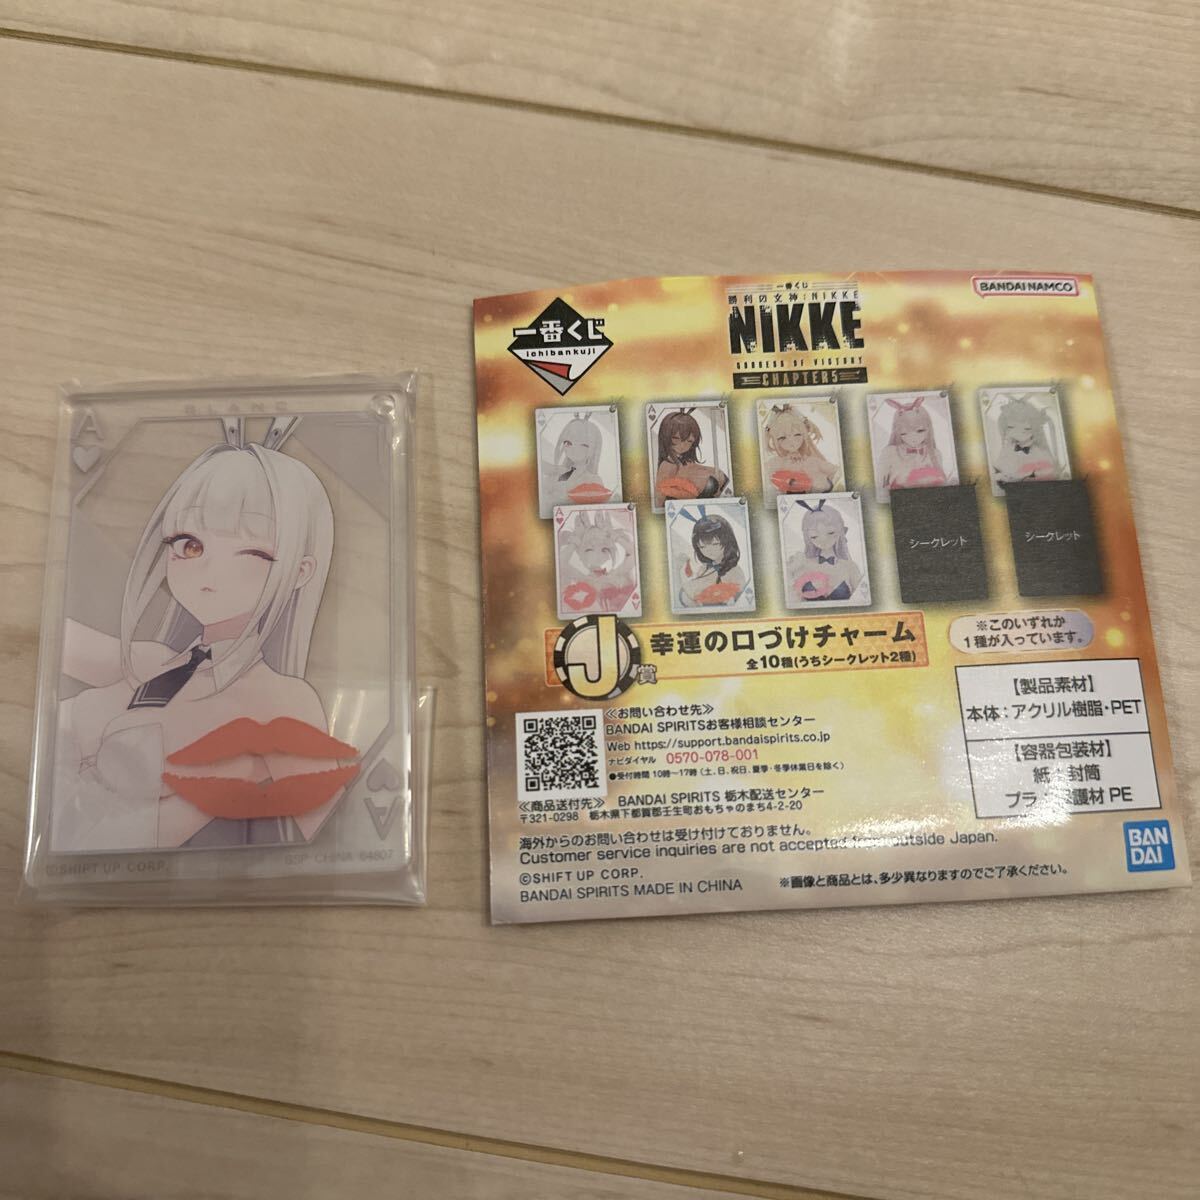 BLANC
A
A
©SHIFT UP CORP.
BSP CHINA 64807
一番くじ
ichibankuji
一番くじ
勝利の女神:NIKKE
NIKKE
GODDESS OF VICTORY
CHAPTER5
BANDAI NAMCO
シークレット
シークレット
J賞
幸運の口づけチャーム
全10種(うちシークレット2種)
※このいずれか
1種が入っています。
【製品素材】
本体:アクリル樹脂・PET
【容器包装材】
紙:封筒
プラ:保護材 PE
≪お問い合わせ先≫
BANDAI SPIRITSお客様相談センター
Web https://support.bandaispirits.co.jp
ナビダイヤル 0570-078-001
●受付時間 10時～17時 (土、日、祝日、夏季・冬季休業日を除く)
≪商品送付先≫ BANDAI SPIRITS 栃木配送センター
〒321-0298 栃木県下都賀郡壬生町おもちゃのまち4-2-20
海外からのお問い合わせは受け付けておりません。
Customer service inquiries are not accepted from outside Japan.
©SHIFT UP CORP.
BANDAI SPIRITS MADE IN CHINA
※画像と商品とは、多少異なりますのでご了承ください。
BAN
DAI